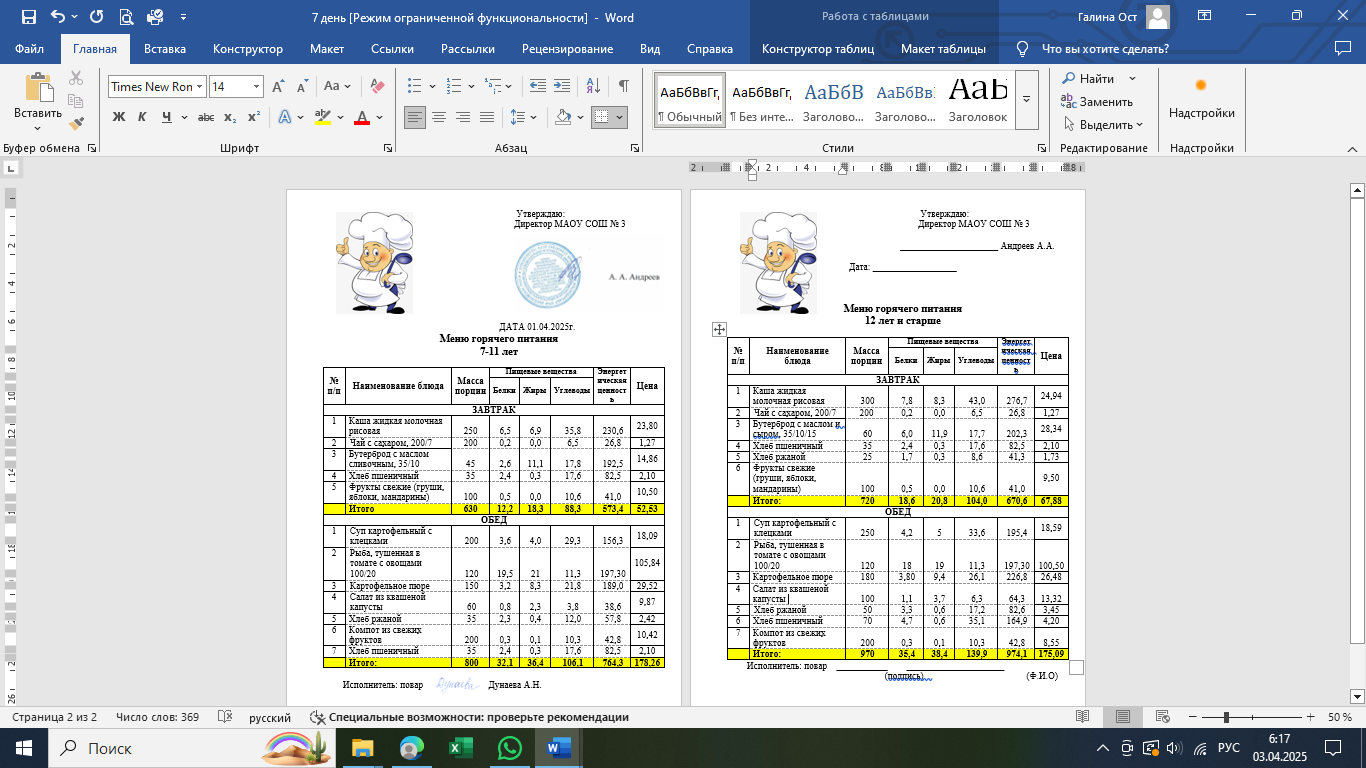 7 день [Режим ограниченной функциональности] - Word
Работа с таблицами
Галина Ост
Файл Главная Вставка Конструктор Макет Ссылки Рассылки Рецензирование Вид Справка Конструктор таблиц Макет таблицы Что вы хотите сделать?
Вставить
Times New Ron 14
Ж К Ч
АаБбВвГг, АаБбВвГг, АаБбВ АаБбВв АаБ
¶ Обычный ¶ Без инте... Заголово... Заголово... Заголовок
Найти
Заменить
Выделить
Надстройки
Буфер обмена Шрифт Абзац Стили Редактирование Надстройки
Утверждаю:
Директор МАОУ СОШ № 3
А. А. Андреев
ДАТА 01.04.2025г.
Меню горячего питания
7-11 лет
№ п/п Наименование блюда Масса порции Пищевые вещества Энергетическая ценность Цена
Белки Жиры Углеводы
ЗАВТРАК
1 Каша жидкая молочная рисовая 250 6,5 6,9 35,8 230,6 23,80
2 Чай с сахаром, 200/7 200 0,2 0,0 6,5 26,8 1,27
3 Бутерброд с маслом сливочным, 35/10 45 2,6 11,1 17,8 192,5 14,86
4 Хлеб пшеничный 35 2,4 0,3 17,6 82,5 2,10
5 Фрукты свежие (груши, яблоки, мандарины) 100 0,5 0,0 10,6 41,0 10,50
Итого 630 12,2 18,3 88,3 573,4 52,53
ОБЕД
1 Суп картофельный с клецками 200 3,6 4,0 29,3 156,3 18,09
2 Рыба, тушенная в томате с овощами 100/20 120 19,5 21 11,3 197,30 105,84
3 Картофельное пюре 150 3,2 8,3 21,8 189,0 29,52
4 Салат из квашеной капусты 60 0,8 2,3 3,8 38,6 9,87
5 Хлеб ржаной 35 2,3 0,4 12,0 57,8 2,42
6 Компот из свежих фруктов 200 0,3 0,1 10,3 42,8 10,42
7 Хлеб пшеничный 35 2,4 0,3 17,6 82,5 2,10
Итого: 800 32,1 36,4 106,1 764,3 178,26
Исполнитель: повар Дунаева Дунаева А.Н.
Утверждаю:
Директор МАОУ СОШ № 3
Андреев А.А.
Дата:
Меню горячего питания
12 лет и старше
№ п/п Наименование блюда Масса порции Пищевые вещества Энергетическая ценность Цена
Белки Жиры Углеводы
ЗАВТРАК
1 Каша жидкая молочная рисовая 300 7,8 8,3 43,0 276,7 24,94
2 Чай с сахаром, 200/7 200 0,2 0,0 6,5 26,8 1,27
3 Бутерброд с маслом и сыром, 35/10/15 60 6,0 11,9 17,7 202,3 28,34
4 Хлеб пшеничный 35 2,4 0,3 17,6 82,5 2,10
5 Хлеб ржаной 25 1,7 0,3 8,6 41,3 1,73
6 Фрукты свежие (груши, яблоки, мандарины) 100 0,5 0,0 10,6 41,0 9,50
Итого: 720 18,6 20,8 104,0 670,6 67,88
ОБЕД
1 Суп картофельный с клецками 250 4,2 5 33,6 195,4 18,59
2 Рыба, тушенная в томате с овощами 100/20 120 18 19 11,3 197,30 100,50
3 Картофельное пюре 180 3,80 9,4 26,1 226,8 26,48
4 Салат из квашеной капусты 100 1,1 3,7 6,3 64,3 13,32
5 Хлеб ржаной 50 3,3 0,6 17,2 82,6 3,45
6 Хлеб пшеничный 70 4,7 0,6 35,1 164,9 4,20
7 Компот из свежих фруктов 200 0,3 0,1 10,3 42,8 8,55
Итого: 970 35,4 38,4 139,9 974,1 175,09
Исполнитель: повар
(подпись) (Ф.И.О)
Страница 2 из 2 Число слов: 369 русский Специальные возможности: проверьте рекомендации 50 %
Поиск
РУС
6:17
03.04.2025